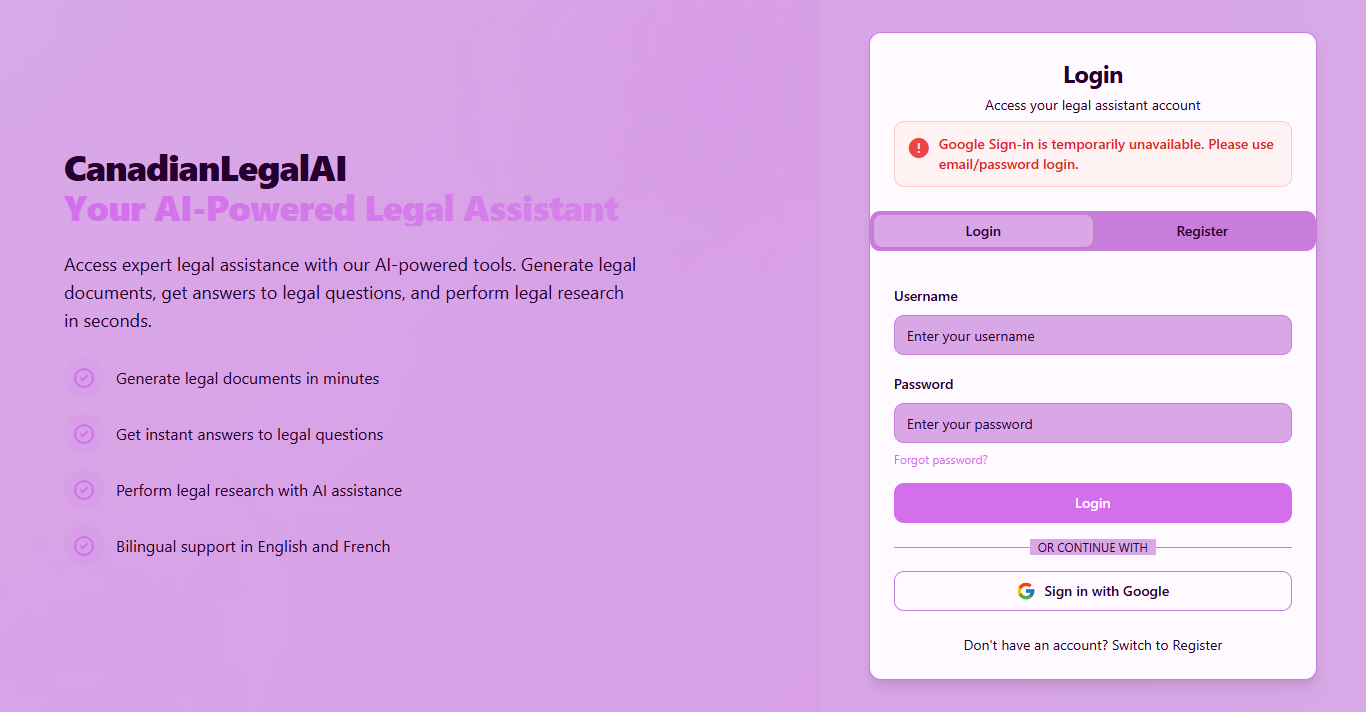 CanadianLegalAI
Your AI-Powered Legal Assistant
Access expert legal assistance with our AI-powered tools. Generate legal
documents, get answers to legal questions, and perform legal research
in seconds.
Generate legal documents in minutes
Get instant answers to legal questions
Perform legal research with AI assistance
Bilingual support in English and French
Login
Access your legal assistant account
Google Sign-in is temporarily unavailable. Please use
email/password login.
Login
Register
Username
Enter your username
Password
Enter your password
Forgot password?
Login
OR CONTINUE WITH
Sign in with Google
Don't have an account? Switch to Register